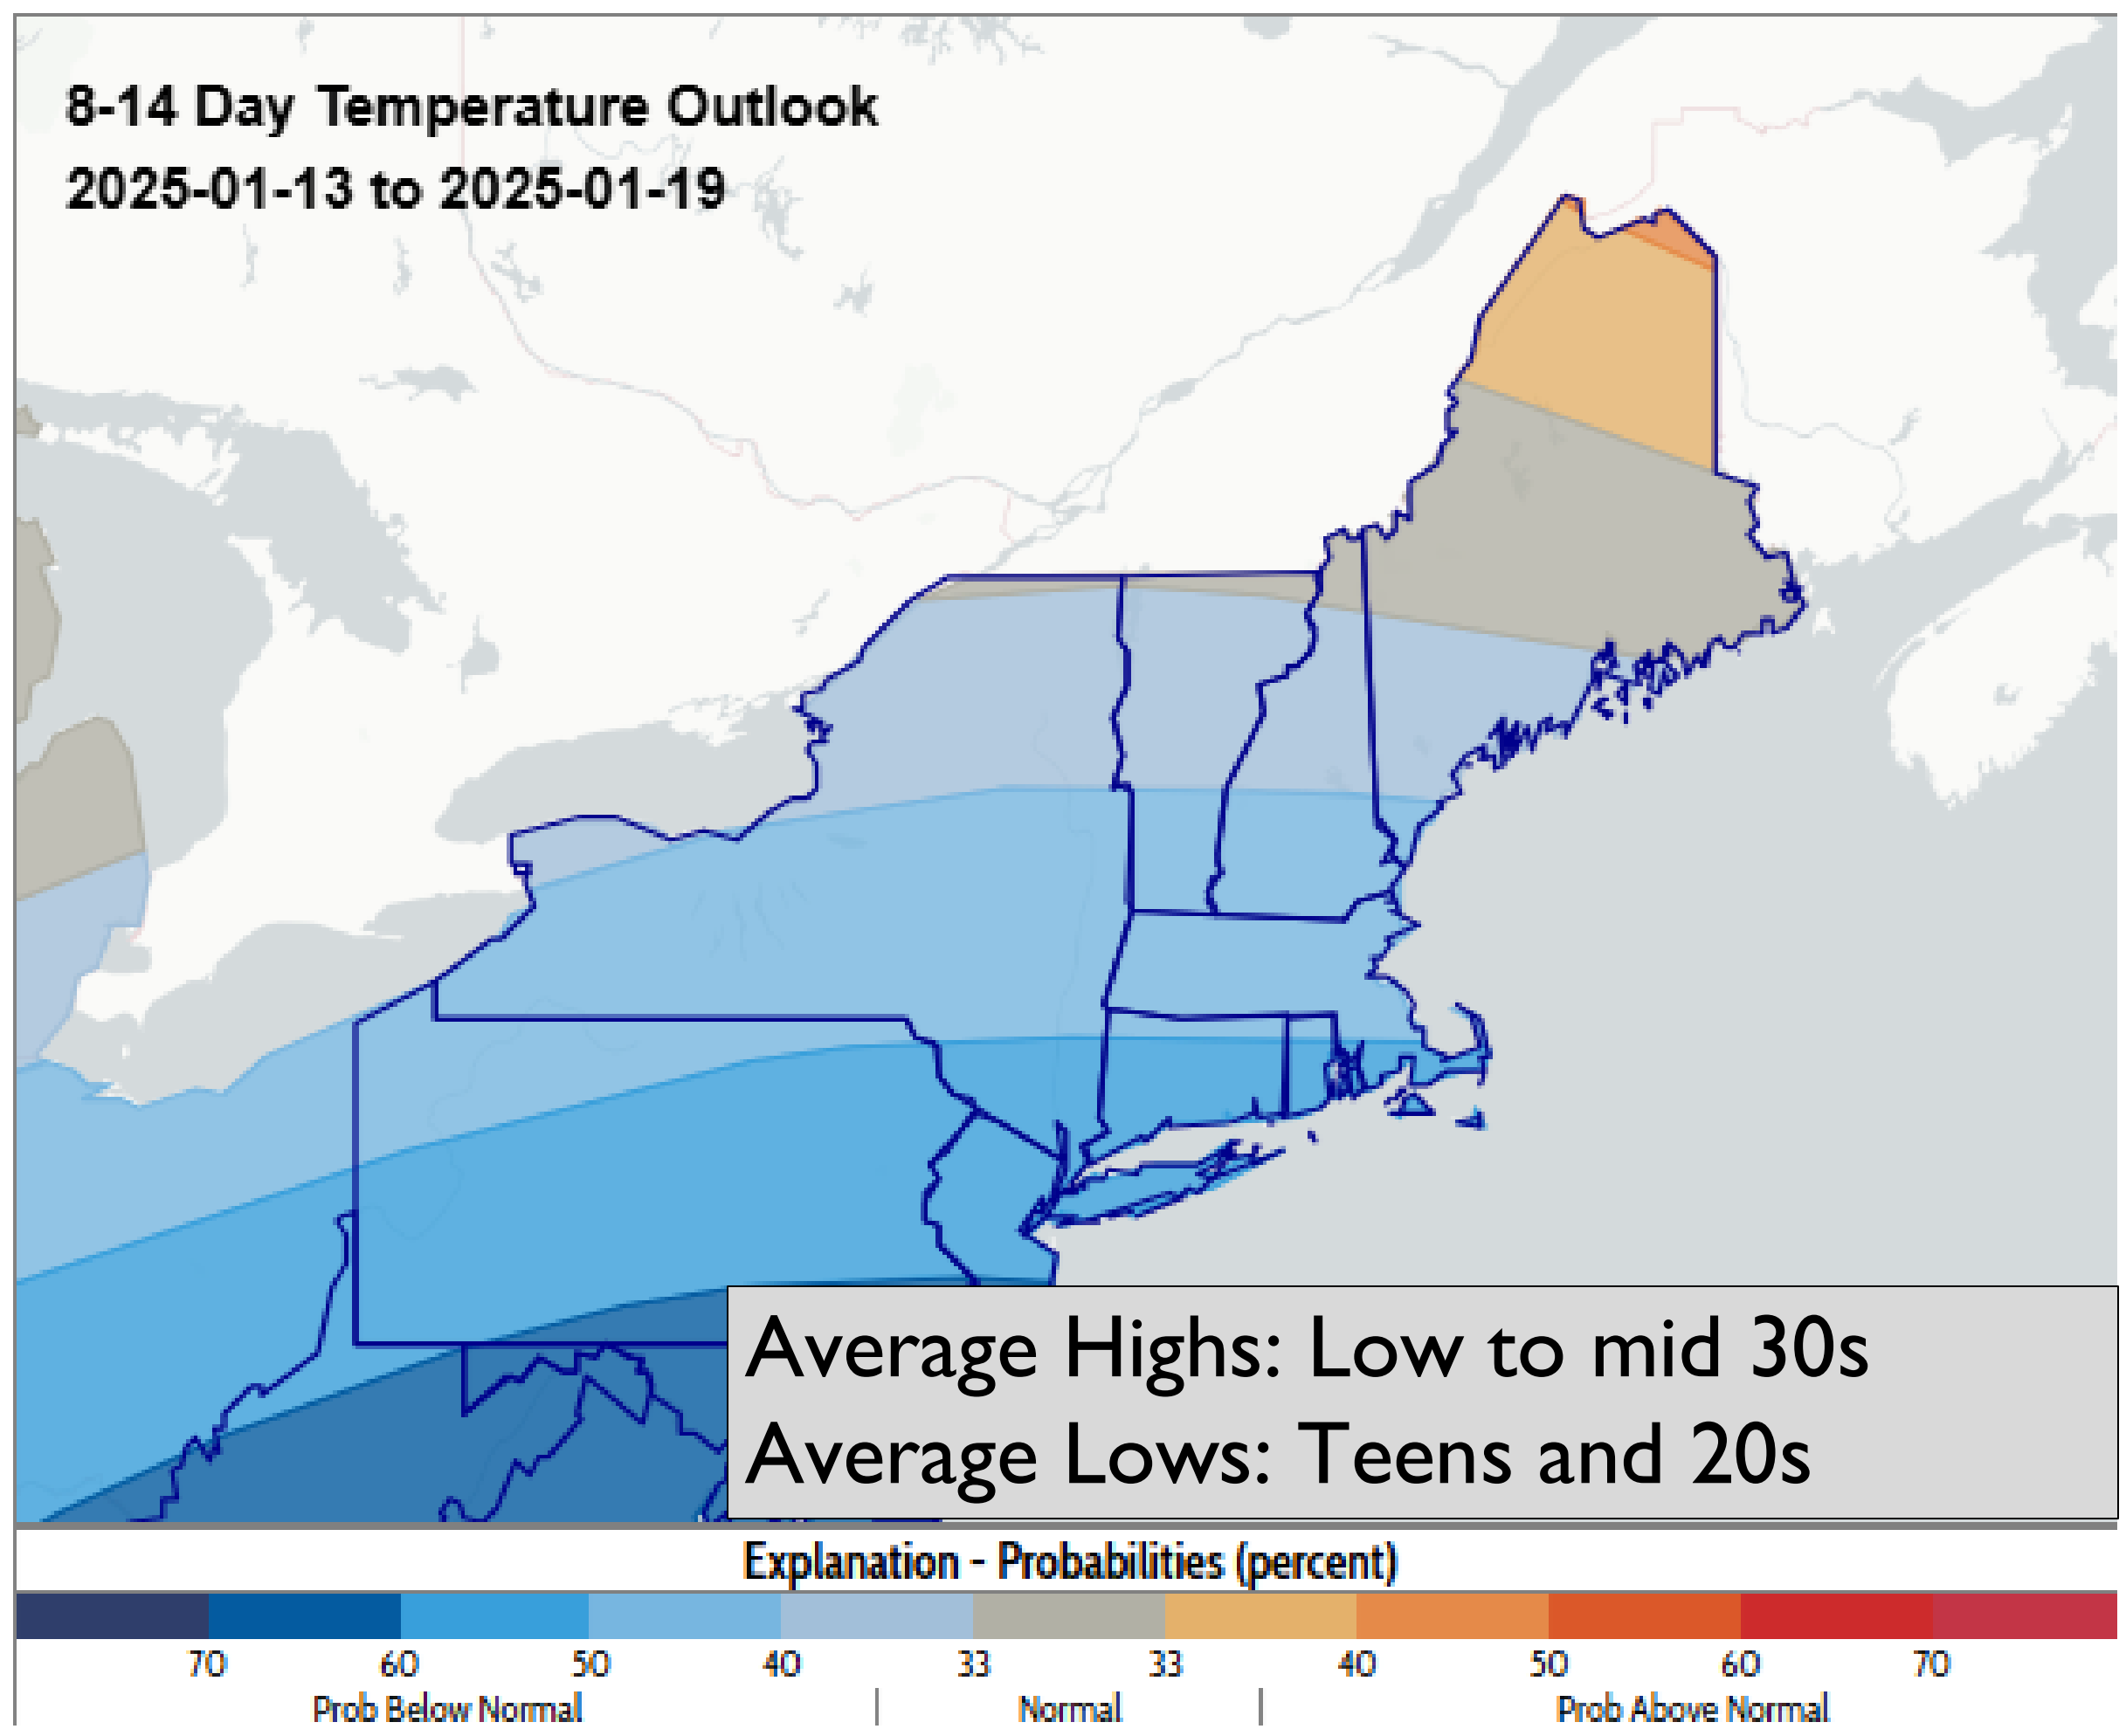 8-14 Day Temperature Outlook
2025-01-13 to 2025-01-19
Average Highs: Low to mid 30s
Average Lows: Teens and 20s
Explanation - Probabilities (percent)
70 60 50 40 33 33 40 50 60 70
Prob Below Normal | Normal | Prob Above Normal